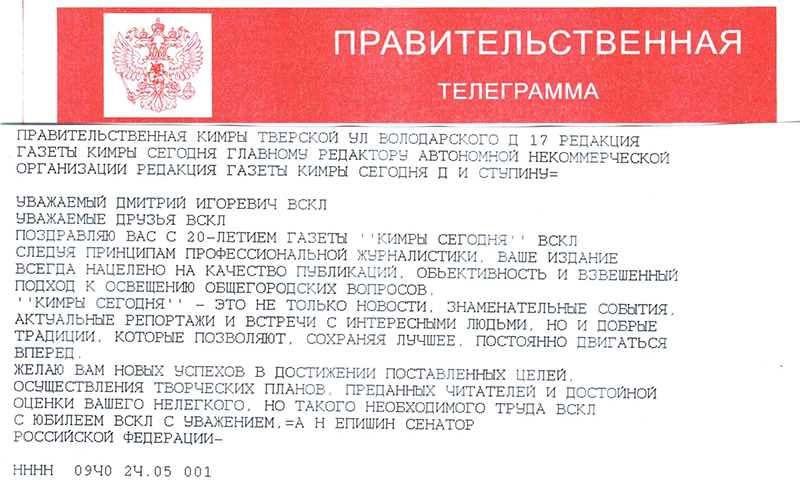 ПРАВИТЕЛЬСТВЕННАЯ
ТЕЛЕГРАММА
ПРАВИТЕЛЬСТВЕННАЯ КИМРЫ ТВЕРСКОЙ УЛ ВОЛОДАРСКОГО Д 17 РЕДАКЦИЯ
ГАЗЕТЫ КИМРЫ СЕГОДНЯ ГЛАВНОМУ РЕДАКТОРУ АВТОНОМНОЙ НЕКОММЕРЧЕСКОЙ
ОРГАНИЗАЦИИ РЕДАКЦИЯ ГАЗЕТЫ КИМРЫ СЕГОДНЯ Д И СТУПИНУ=
УВАЖАЕМЫЙ ДМИТРИЙ ИГОРЕВИЧ ВСКЛ
УВАЖАЕМЫЕ ДРУЗЬЯ ВСКЛ
ПОЗДРАВЛЯЮ ВАС С 20-ЛЕТИЕМ ГАЗЕТЫ ''КИМРЫ СЕГОДНЯ'' ВСКЛ
СЛЕДУЯ ПРИНЦИПАМ ПРОФЕССИОНАЛЬНОЙ ЖУРНАЛИСТИКИ, ВАШЕ ИЗДАНИЕ
ВСЕГДА НАЦЕЛЕНО НА КАЧЕСТВО ПУБЛИКАЦИЙ, ОБЬЕКТИВНОСТЬ И ВЗВЕШЕННЫЙ
ПОДХОД К ОСВЕЩЕНИЮ ОБЩЕГОРОДСКИХ ВОПРОСОВ.
''КИМРЫ СЕГОДНЯ'' - ЭТО НЕ ТОЛЬКО НОВОСТИ, ЗНАМЕНАТЕЛЬНЫЕ СОБЫТИЯ,
АКТУАЛЬНЫЕ РЕПОРТАЖИ И ВСТРЕЧИ С ИНТЕРЕСНЫМИ ЛЮДЬМИ, НО И ДОБРЫЕ
ТРАДИЦИИ, КОТОРЫЕ ПОЗВОЛЯЮТ, СОХРАНЯЯ ЛУЧШЕЕ, ПОСТОЯННО ДВИГАТЬСЯ
ВПЕРЕД.
ЖЕЛАЮ ВАМ НОВЫХ УСПЕХОВ В ДОСТИЖЕНИИ ПОСТАВЛЕННЫХ ЦЕЛЕЙ,
ОСУЩЕСТВЛЕНИЯ ТВОРЧЕСКИХ ПЛАНОВ, ПРЕДАННЫХ ЧИТАТЕЛЕЙ И ДОСТОЙНОЙ
ОЦЕНКИ ВАШЕГО НЕЛЕГКОГО, НО ТАКОГО НЕОБХОДИМОГО ТРУДА ВСКЛ
С ЮБИЛЕЕМ ВСКЛ С УВАЖЕНИЕМ,=А Н ЕПИШИН СЕНАТОР
РОССИЙСКОЙ ФЕДЕРАЦИИ-
НННН 09Ч0 2Ч.05 001